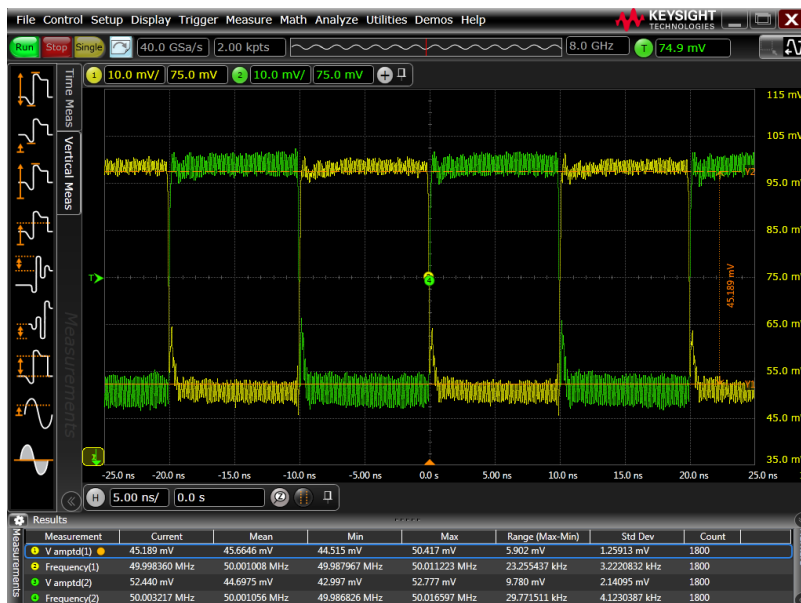 File Control Setup Display Trigger Measure Math Analyze Utilities Demos Help
KEYSIGHT
TECHNOLOGIES
Run Stop Single 40.0 GSa/s 2.00 kpts 8.0 GHz T 74.9 mV
1 10.0 mV/ 75.0 mV 2 10.0 mV/ 75.0 mV
Time Meas
Vertical Meas
Measurements
115 mV
105 mV
95.0 m
85.0 m
75.0 m
65.0 m
55.0 m
45.0 m
35.0 m
Y2
45.189 mV
Y1
T
-25.0 ns -20.0 ns -15.0 ns -10.0 ns -5.00 ns 0.0 s 5.00 ns 10.0 ns 15.0 ns 20.0 ns 25.0 ns
H 5.00 ns/ 0.0 s
Results
Measurements
Measurement Current Mean Min Max Range (Max-Min) Std Dev Count
V amptd(1) 45.189 mV 45.6646 mV 44.515 mV 50.417 mV 5.902 mV 1.25913 mV 1800
Frequency(1) 49.998360 MHz 50.001008 MHz 49.987967 MHz 50.011223 MHz 23.255437 kHz 3.2220832 kHz 1800
V amptd(2) 52.440 mV 44.6975 mV 42.997 mV 52.777 mV 9.780 mV 2.14095 mV 1800
Frequency(2) 50.003217 MHz 50.001056 MHz 49.986826 MHz 50.016597 MHz 29.771511 kHz 4.1230387 kHz 1800